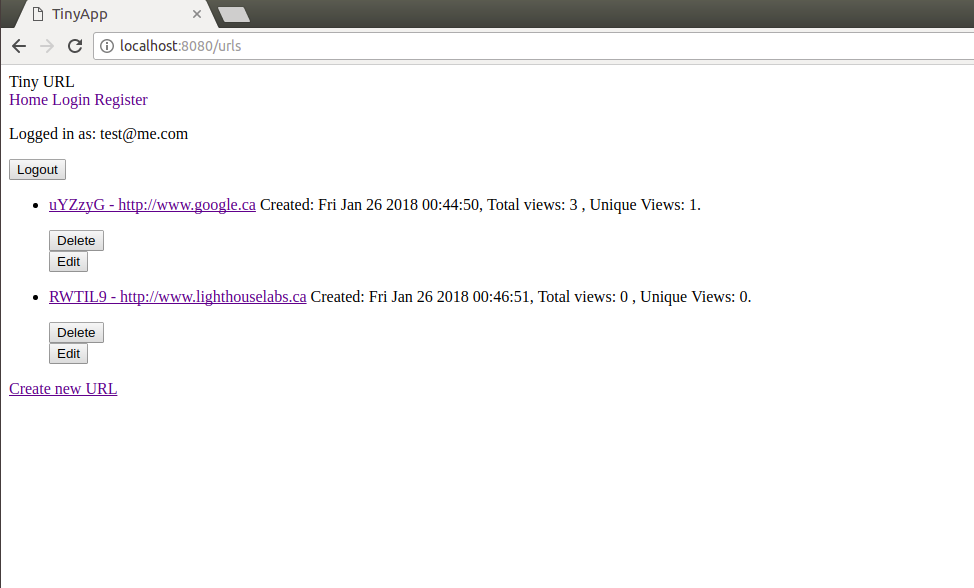 TinyApp
localhost:8080/urls
Tiny URL
Home Login Register
Logged in as: test@me.com
Logout
uYZzyG - http://www.google.ca Created: Fri Jan 26 2018 00:44:50, Total views: 3 , Unique Views: 1.
Delete
Edit
RWTIL9 - http://www.lighthouselabs.ca Created: Fri Jan 26 2018 00:46:51, Total views: 0 , Unique Views: 0.
Delete
Edit
Create new URL